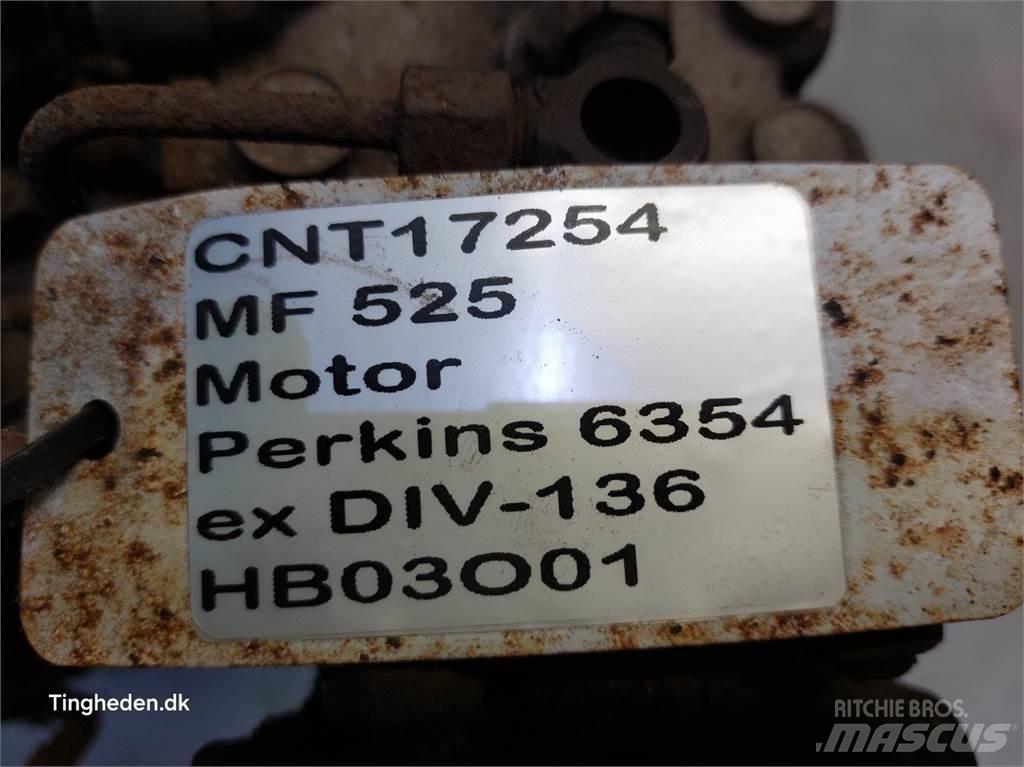 CNT17254
MF 525
Motor
Perkins 6354
ex DIV-136
HB03O01
Tingheden.dk
RITCHIE BROS.
MASCUS